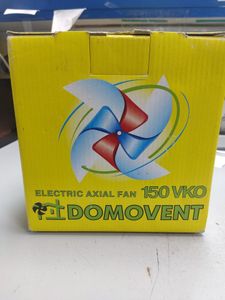 ELECTRIC AXIAL FAN 150 VKO
DOMOVENT